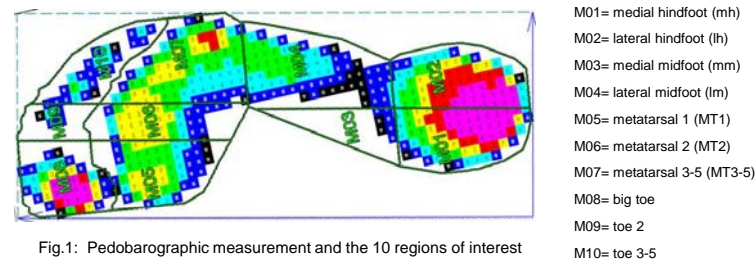 M10
M07
M04
M02
M09
M06
M03
M01
M08
M05
Fig.1: Pedobarographic measurement and the 10 regions of interest
M01= medial hindfoot (mh)
M02= lateral hindfoot (lh)
M03= medial midfoot (mm)
M04= lateral midfoot (lm)
M05= metatarsal 1 (MT1)
M06= metatarsal 2 (MT2)
M07= metatarsal 3-5 (MT3-5)
M08= big toe
M09= toe 2
M10= toe 3-5